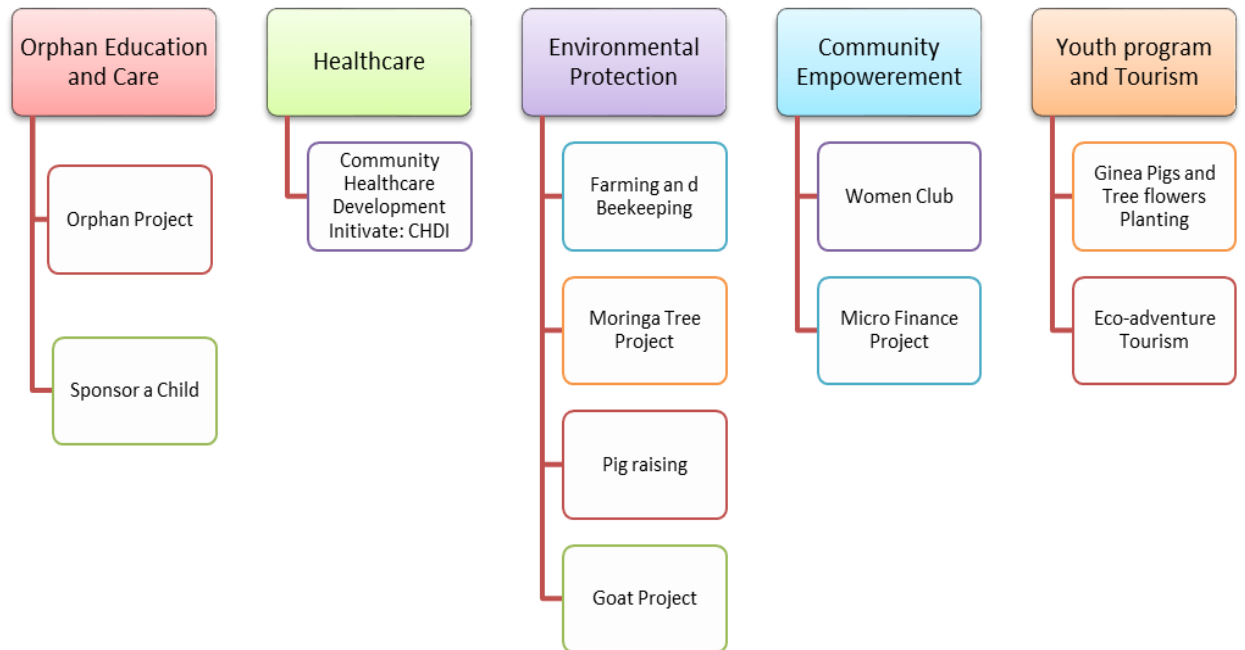 Orphan Education
and Care
Orphan Project
Sponsor a Child
Healthcare
Community
Healthcare
Development
Initivate: CHDI
Environmental
Protection
Farming an d
Beekeeping
Moringa Tree
Project
Pig raising
Goat Project
Community
Empowerement
Women Club
Micro Finance
Project
Youth program
and Tourism
Ginea Pigs and
Tree flowers
Planting
Eco-adventure
Tourism